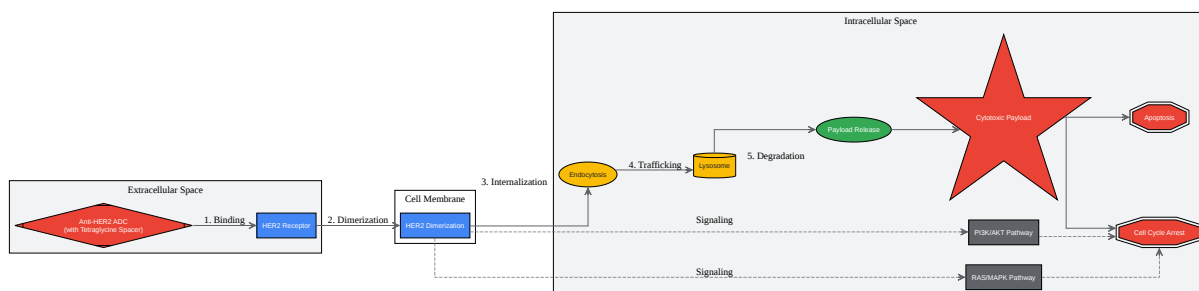 Intracellular Space
Cytotoxic Payload
Apoptosis
Payload Release
5. Degradation
4. Trafficking
Lysosome
Endocytosis
3. Internalization
Extracellular Space
Anti-HER2 ADC
(with Tetraglycine Spacer)
1. Binding
HER2 Receptor
2. Dimerization
Cell Membrane
HER2 Dimerization
Signaling
PI3K/AKT Pathway
Cell Cycle Arrest
Signaling
RAS/MAPK Pathway